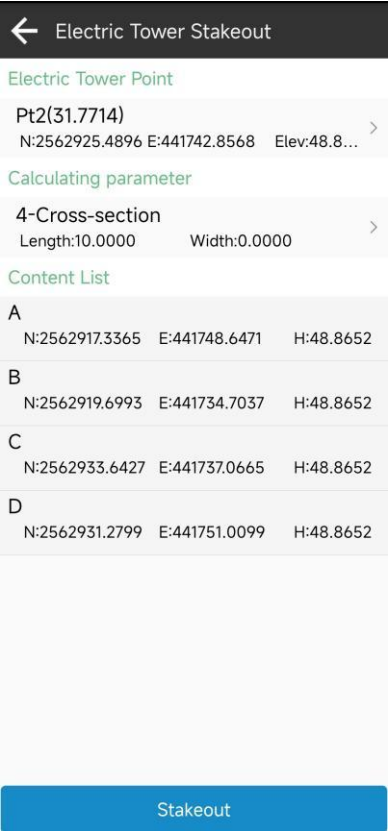 Electric Tower Stakeout
Electric Tower Point
Pt2(31.7714)
N:2562925.4896 E:441742.8568 Elev:48.8...
Calculating parameter
4-Cross-section
Length:10.0000 Width:0.0000
Content List
A
N:2562917.3365 E:441748.6471 H:48.8652
B
N:2562919.6993 E:441734.7037 H:48.8652
C
N:2562933.6427 E:441737.0665 H:48.8652
D
N:2562931.2799 E:441751.0099 H:48.8652
Stakeout